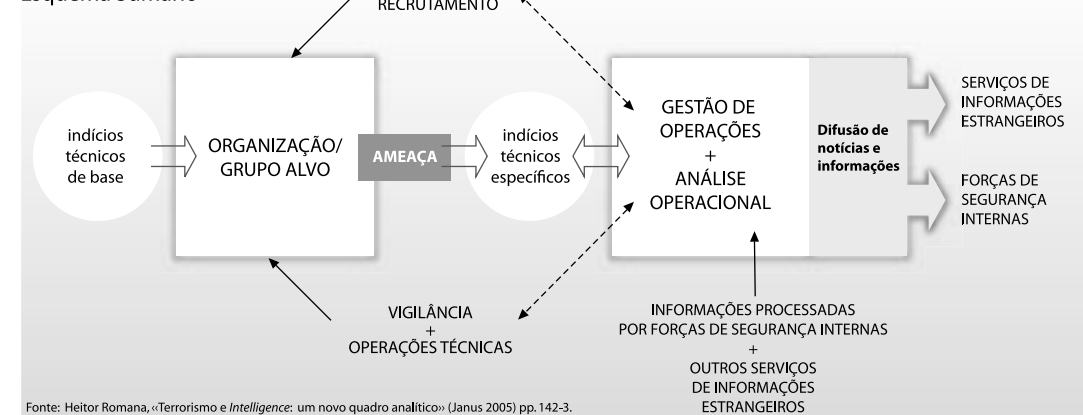 RECRUTAMENTO
indícios
técnicos
de base
ORGANIZAÇÃO/
GRUPO ALVO
AMEAÇA
indícios
técnicos
específicos
GESTÃO DE
OPERAÇÕES
+
ANÁLISE
OPERACIONAL
Difusão de
notícias e
informações
SERVIÇOS DE
INFORMAÇÕES
ESTRANGEIROS
FORÇAS DE
SEGURANÇA
INTERNAS
VIGILÂNCIA
+
OPERAÇÕES TÉCNICAS
INFORMAÇÕES PROCESSADAS
POR FORÇAS DE SEGURANÇA INTERNAS
+
OUTROS SERVIÇOS
DE INFORMAÇÕES
ESTRANGEIROS
Fonte: Heitor Romana, «Terrorismo e Intelligence: um novo quadro analítico» (Janus 2005) pp. 142-3.